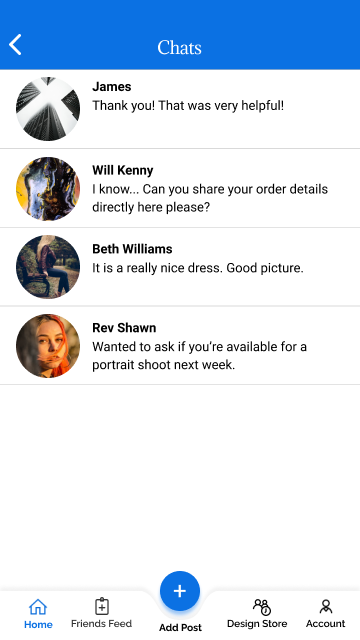 Chats
James
Thank you! That was very helpful!
Will Kenny
I know... Can you share your order details
directly here please?
Beth Williams
It is a really nice dress. Good picture.
Rev Shawn
Wanted to ask if you’re available for a
portrait shoot next week.
Home
Friends Feed
Add Post
Design Store
Account